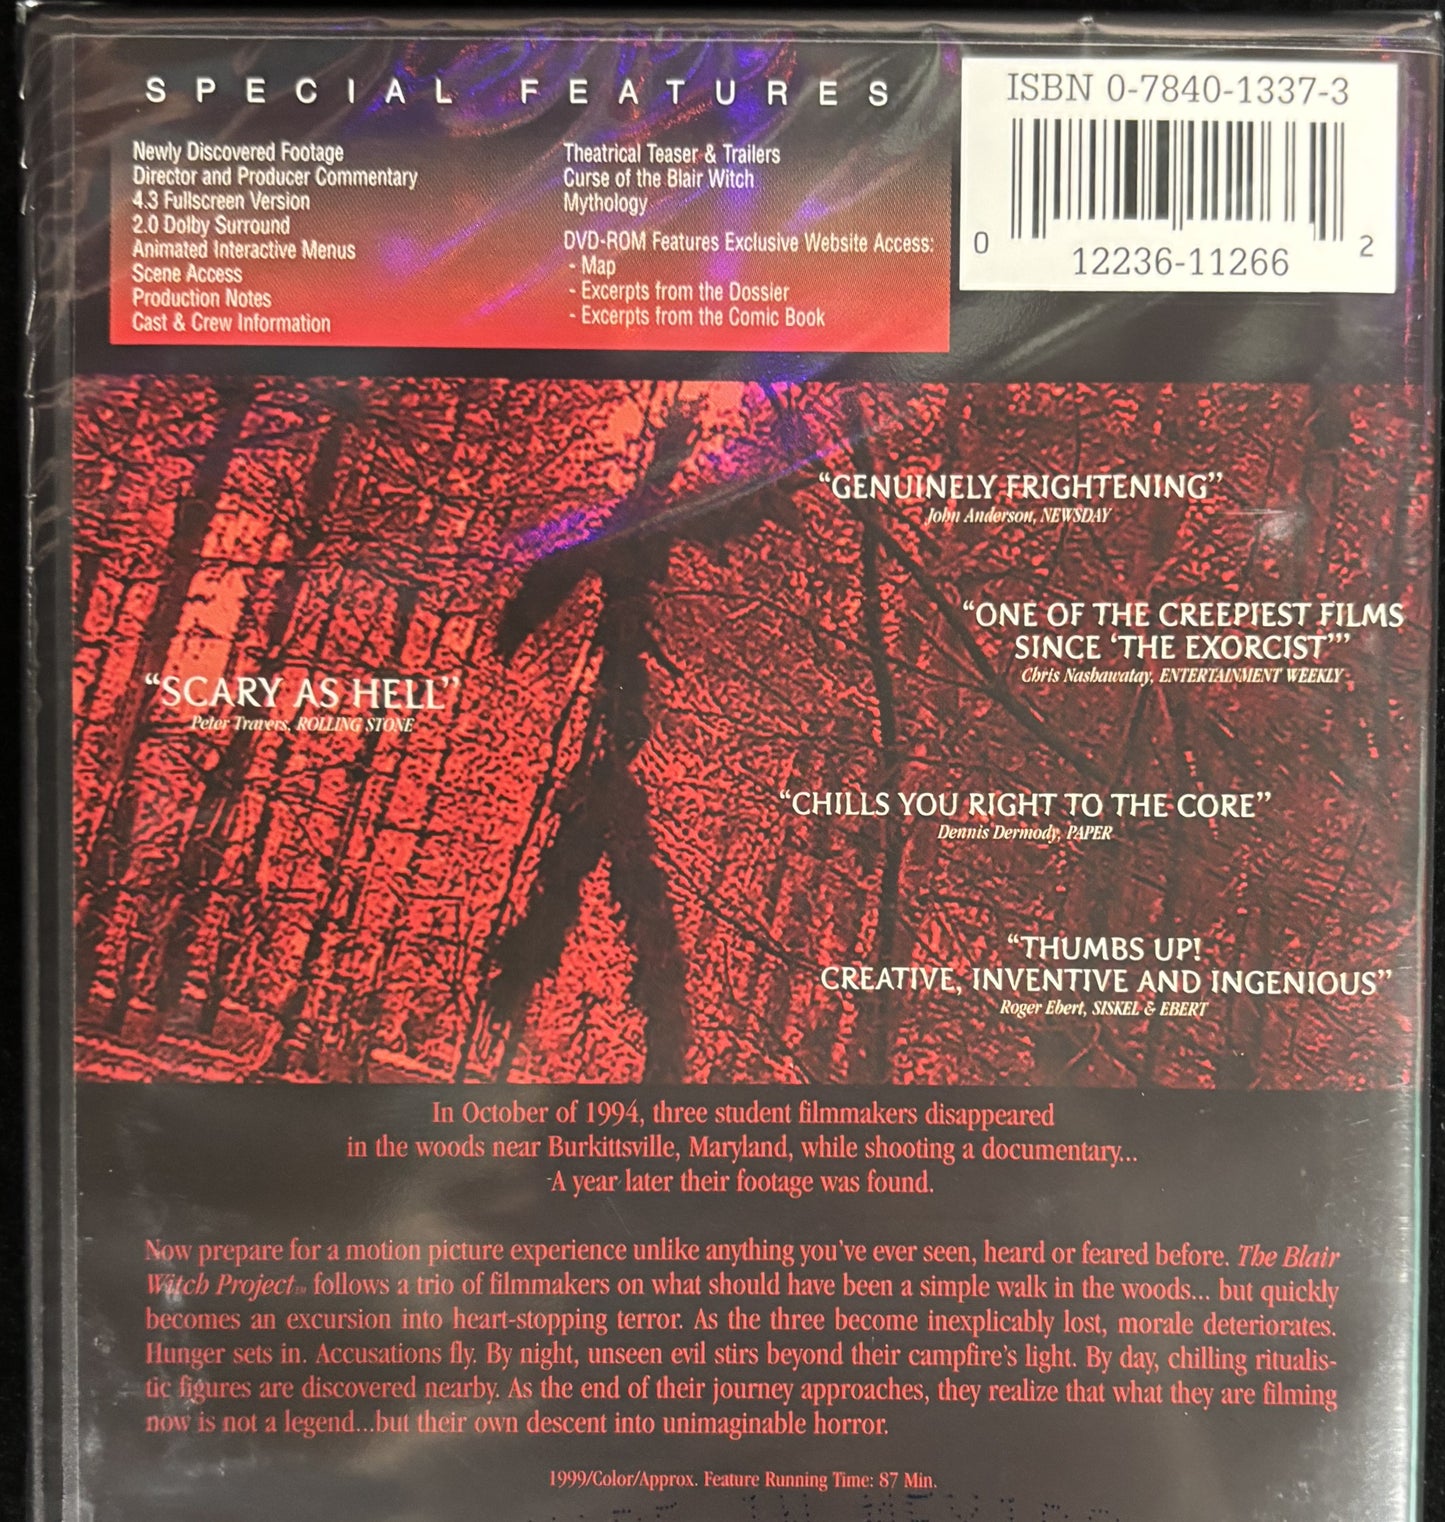 SPECIAL FEATURES
Newly Discovered Footage
Director and Producer Commentary
4.3 Fullscreen Version
2.0 Dolby Surround
Animated Interactive Menus
Scene Access
Production Notes
Cast & Crew Information
Theatrical Teaser & Trailers
Curse of the Blair Witch
Mythology
DVD-ROM Features Exclusive Website Access:
- Map
- Excerpts from the Dossier
- Excerpts from the Comic Book
ISBN 0-7840-1337-3
0 12236-11266 2
“GENUINELY FRIGHTENING”
John Anderson, NEWSDAY
“ONE OF THE CREEPIEST FILMS
SINCE ‘THE EXORCIST’”
Chris Nashawatay, ENTERTAINMENT WEEKLY
“SCARY AS HELL”
Peter Travers, ROLLING STONE
“CHILLS YOU RIGHT TO THE CORE”
Dennis Dermody, PAPER
“THUMBS UP!
CREATIVE, INVENTIVE AND INGENIOUS”
Roger Ebert, SISKEL & EBERT
In October of 1994, three student filmmakers disappeared
in the woods near Burkittsville, Maryland, while shooting a documentary...
A year later their footage was found.
Now prepare for a motion picture experience unlike anything you've ever seen, heard or feared before. The Blair
Witch Project™ follows a trio of filmmakers on what should have been a simple walk in the woods... but quickly
becomes an excursion into heart-stopping terror. As the three become inexplicably lost, morale deteriorates.
Hunger sets in. Accusations fly. By night, unseen evil stirs beyond their campfire's light. By day, chilling ritualis-
tic figures are discovered nearby. As the end of their journey approaches, they realize that what they are filming
now is not a legend...but their own descent into unimaginable horror.
1999/Color/Approx. Feature Running Time: 87 Min.